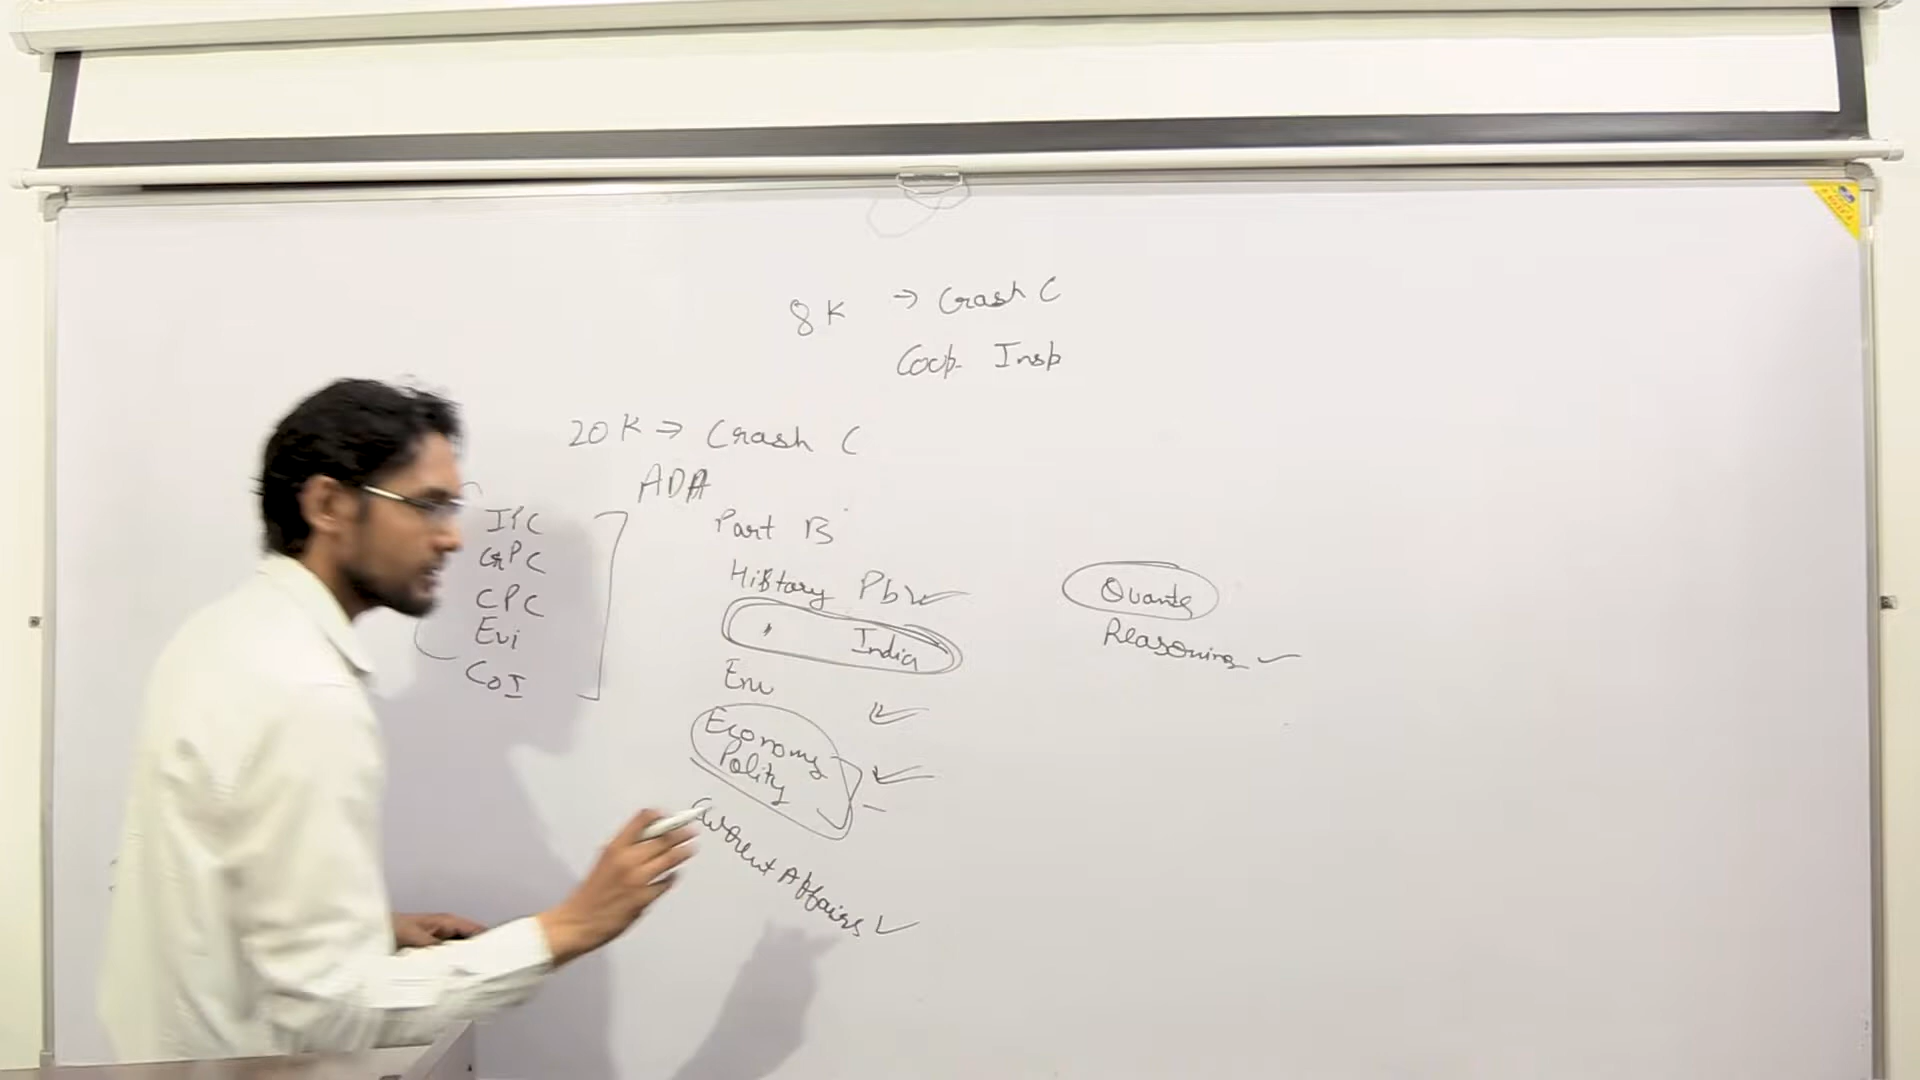 8K → Crash C
Coop. Insp
20K ⇒ Crash C
ADA
IPC
CrPC
CPC
Evi
CoI
Part B
History Pb ✓
India
Env
✓
Economy
Polity
✓
Current Affairs ✓
Quants
Reasoning ✓